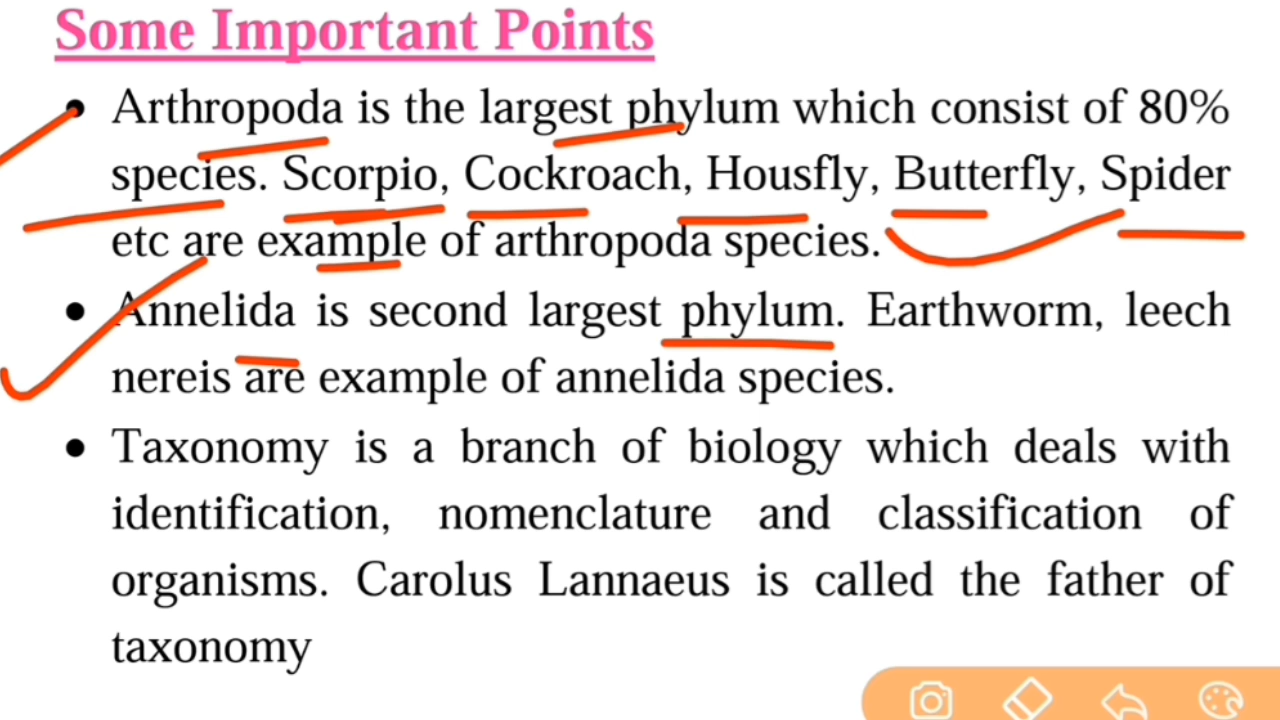 Some Important Points
• Arthropoda is the largest phylum which consist of 80%
species. Scorpio, Cockroach, Housfly, Butterfly, Spider
etc are example of arthropoda species.
• Annelida is second largest phylum. Earthworm, leech
nereis are example of annelida species.
• Taxonomy is a branch of biology which deals with
identification, nomenclature and classification of
organisms. Carolus Lannaeus is called the father of
taxonomy